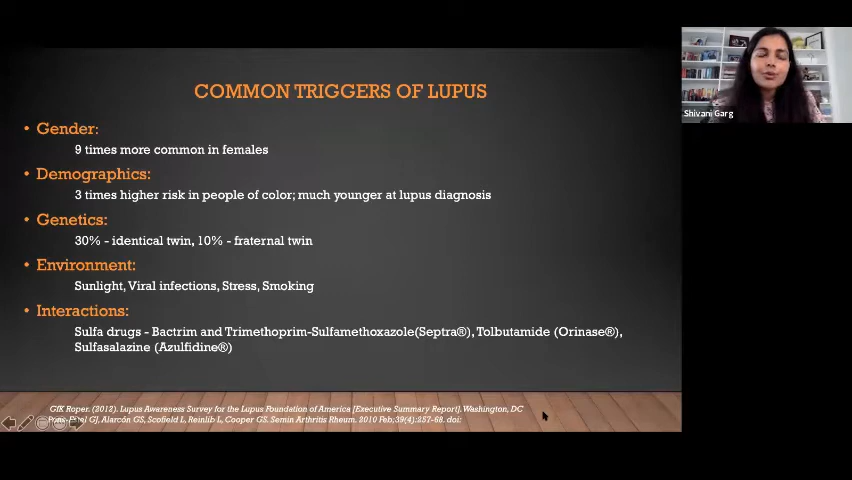 COMMON TRIGGERS OF LUPUS
Shivani Garg
• Gender:
9 times more common in females
• Demographics:
3 times higher risk in people of color; much younger at lupus diagnosis
• Genetics:
30% - identical twin, 10% - fraternal twin
• Environment:
Sunlight, Viral infections, Stress, Smoking
• Interactions:
Sulfa drugs - Bactrim and Trimethoprim-Sulfamethoxazole(Septra®), Tolbutamide (Orinase®),
Sulfasalazine (Azulfidine®)
GfK Roper. (2012). Lupus Awareness Survey for the Lupus Foundation of America [Executive Summary Report]. Washington, DC
GJ, Alarcón GS, Scofield L, Reinlib L, Cooper GS. Semin Arthritis Rheum. 2010 Feb;39(4):257-68. doi: